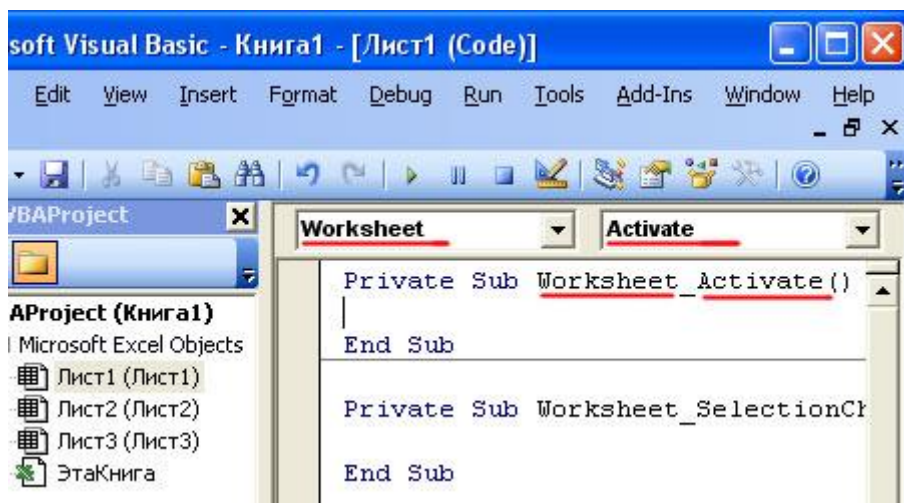 soft Visual Basic - Книга1 - [Лист1 (Code)]
Edit View Insert Format Debug Run Tools Add-Ins Window Help
VBAProject
Worksheet Activate
Private Sub Worksheet_Activate()
End Sub
Private Sub Worksheet_SelectionCh
End Sub
AProject (Книга1)
Microsoft Excel Objects
Лист1 (Лист1)
Лист2 (Лист2)
Лист3 (Лист3)
ЭтаКнига